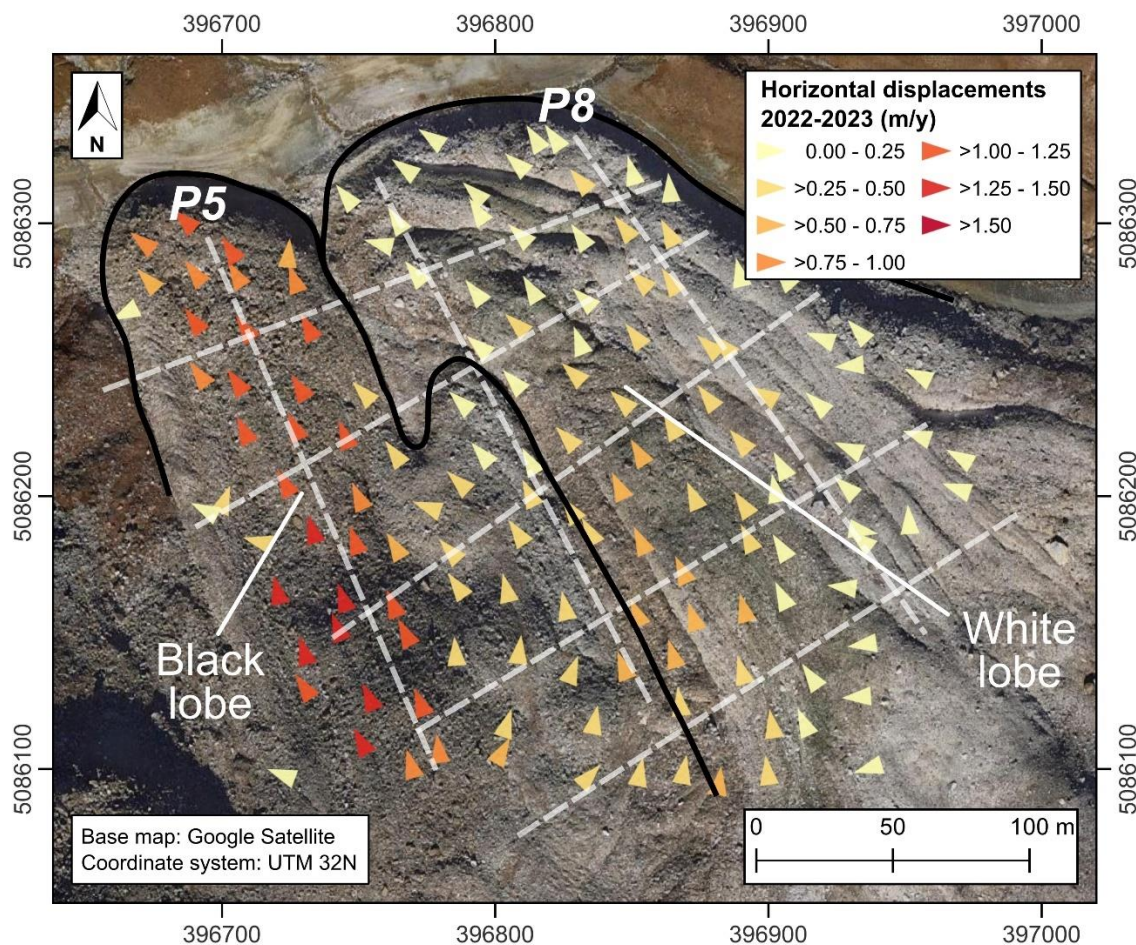 396700
396800
396900
397000
N
P5
P8
Horizontal displacements
2022-2023 (m/y)
0.00 - 0.25
>0.25 - 0.50
>0.50 - 0.75
>0.75 - 1.00
>1.00 - 1.25
>1.25 - 1.50
>1.50
5086300
5086300
5086200
5086200
Black
lobe
White
lobe
5086100
5086100
Base map: Google Satellite
Coordinate system: UTM 32N
0
50
100 m
396700
396800
396900
397000